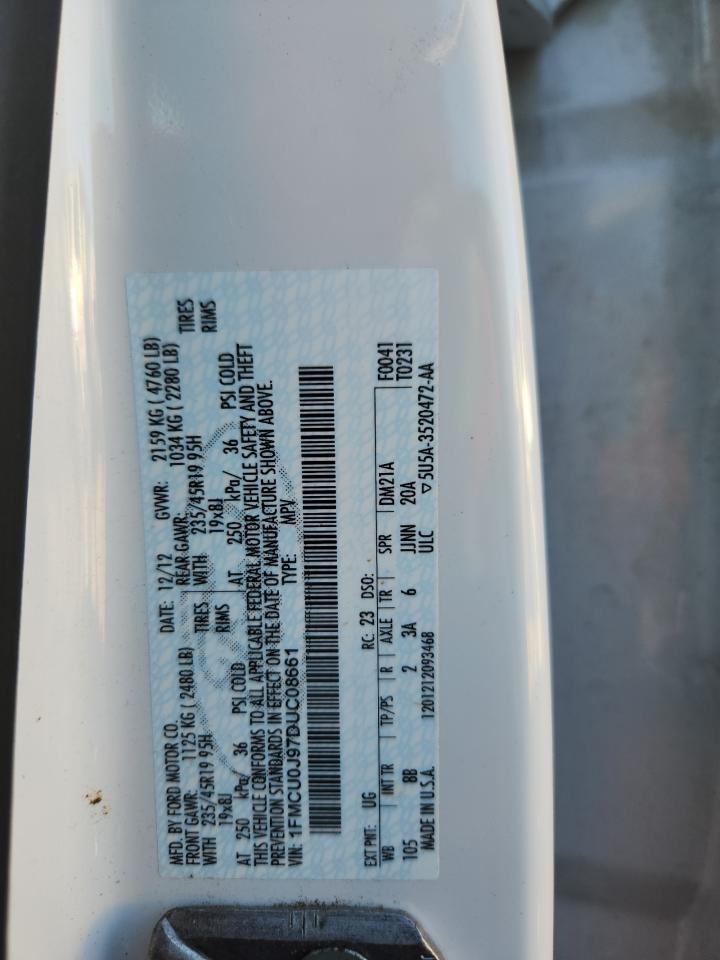 MFD. BY FORD MOTOR CO. DATE: 12/12 GVWR: 2159 KG ( 4760 LB)
FRONT GAWR: 1125 KG ( 2480 LB) REAR GAWR: 1034 KG ( 2280 LB)
WITH 235/45R19 95H TIRES WITH 235/45R19 95H TIRES
19x8J RIMS 19x8J RIMS
AT 250 kPa/ 36 PSI COLD AT 250 kPa/ 36 PSI COLD
THIS VEHICLE CONFORMS TO ALL APPLICABLE FEDERAL MOTOR VEHICLE SAFETY AND THEFT
PREVENTION STANDARDS IN EFFECT ON THE DATE OF MANUFACTURE SHOWN ABOVE.
VIN: 1FMCU0J97DUC08661 TYPE: MPV
EXT PNT: UG RC: 23 DSO: F0041
WB INT TR TP/PS R AXLE TR SPR DM21A T0231
105 8B 2 3A 6 JJNN 20A
MADE IN U.S.A. 1201212093468 ULC ▽5U5A-3520472-AA